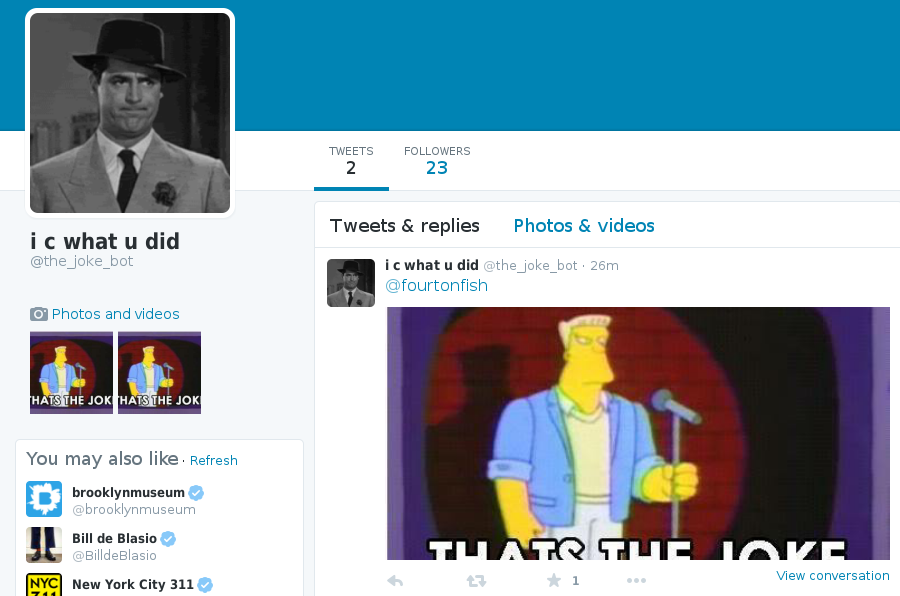 TWEETS
2
FOLLOWERS
23
i c what u did
@the_joke_bot
Photos and videos
THATS THE JOKE
THATS THE JOKE
You may also like · Refresh
brooklynmuseum
@brooklynmuseum
Bill de Blasio
@BilldeBlasio
NYC
311
New York City 311
Tweets & replies
Photos & videos
i c what u did @the_joke_bot · 26m
@fourtonfish
THATS THE JOKE
1
View conversation